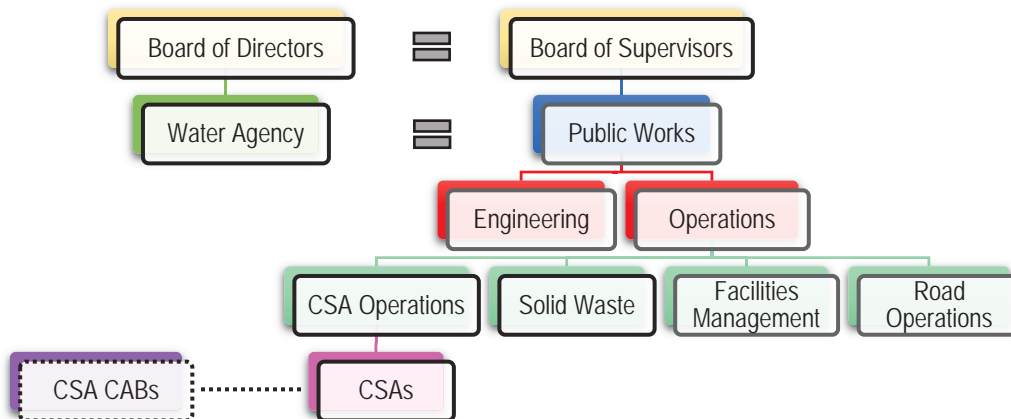 Board of Directors
Board of Supervisors
Water Agency
Public Works
Engineering
Operations
CSA Operations
Solid Waste
Facilities
Management
Road
Operations
CSA CABs
CSAs